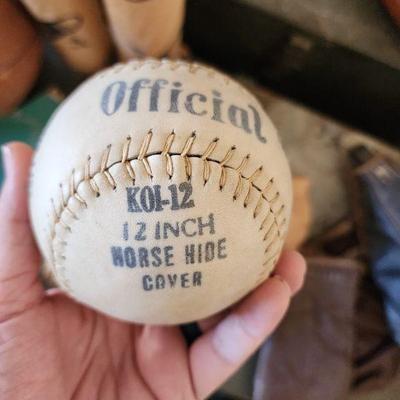 Official
KOI-12
12 INCH
HORSE HIDE
COVER